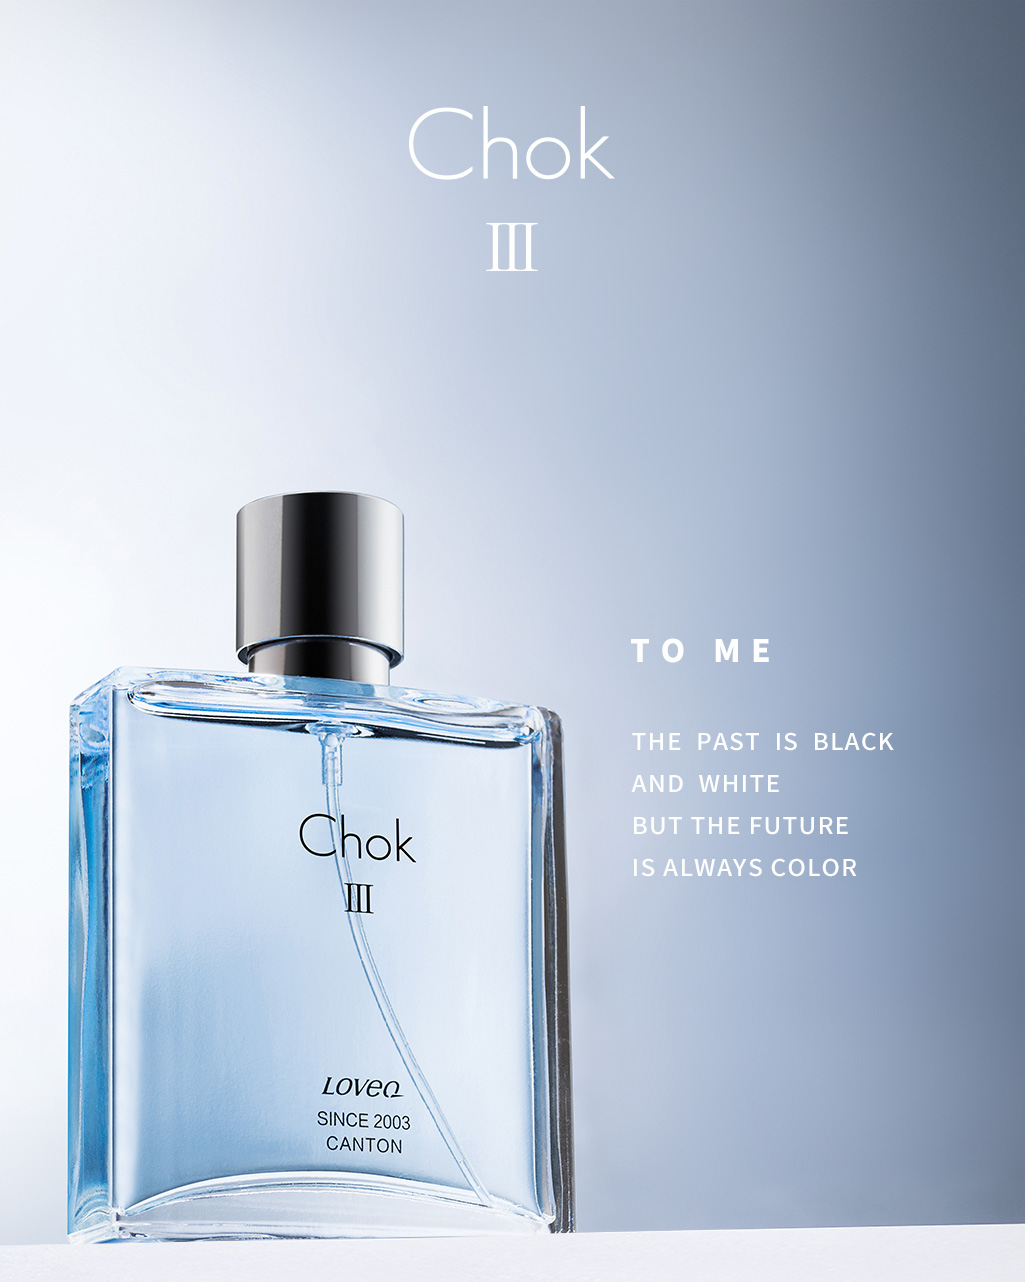 Chok
III
TO ME
THE PAST IS BLACK
AND WHITE
BUT THE FUTURE
IS ALWAYS COLOR
Chok
III
LOVEQ
SINCE 2003
CANTON